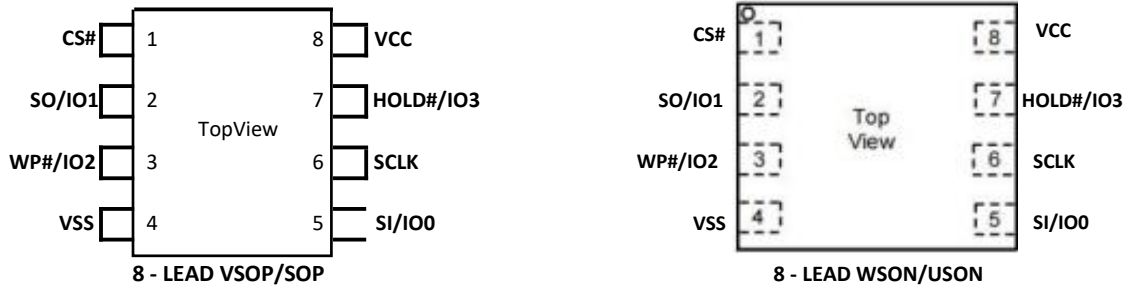 CS# 1 8 VCC
SO/IO1 2 7 HOLD#/IO3
TopView
WP#/IO2 3 6 SCLK
VSS 4 5 SI/IO0
8 - LEAD VSOP/SOP
CS# 1 8 VCC
SO/IO1 2 7 HOLD#/IO3
Top
View
WP#/IO2 3 6 SCLK
VSS 4 5 SI/IO0
8 - LEAD WSON/USON